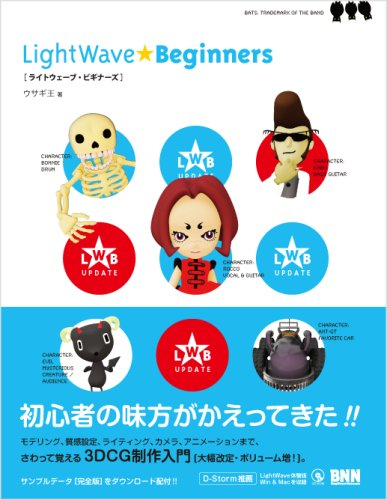 BATS: TRADEMARK OF THE BAND
LightWave★Beginners
[ライトウェーブ・ビギナーズ]
ウサギ王 著
CHARACTER:
BONNIE
DRUM
LWB
UPDATE
CHARACTER:
BASS GUITAR
LWB
UPDATE
CHARACTER:
ROCCO
VOCAL & GUITAR
LWB
UPDATE
CHARACTER:
EVIL
MYSTERIOUS
CREATURE /
AUDIENCE
LWB
UPDATE
CHARACTER:
ANT-GT
FAVORITE CAR
初心者の味方がかえってきた!!
モデリング、質感設定、ライティング、カメラ、アニメーションまで、
さわって覚える 3DCG制作入門 [大幅改定・ボリューム増!]。
サンプルデータ [完全版] をダウンロード配付!!
D-Storm推薦
LightWave体験版
Win & Macを収録
BNN